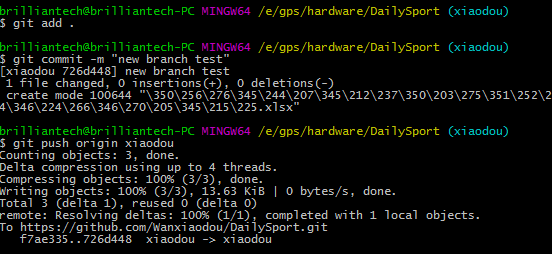 brilliantech@brilliantech-PC MINGW64 /e/gps/hardware/DailySport (xiaodou)
$ git add .
brilliantech@brilliantech-PC MINGW64 /e/gps/hardware/DailySport (xiaodou)
$ git commit -m "new branch test"
[xiaodou 726d448] new branch test
 1 file changed, 0 insertions(+), 0 deletions(-)
 create mode 100644 "\350\256\276\345\244\207\345\212\237\350\203\275\351\252\2
4\346\224\266\346\270\205\345\215\225.xlsx"
brilliantech@brilliantech-PC MINGW64 /e/gps/hardware/DailySport (xiaodou)
$ git push origin xiaodou
Counting objects: 3, done.
Delta compression using up to 4 threads.
Compressing objects: 100% (3/3), done.
Writing objects: 100% (3/3), 13.63 KiB | 0 bytes/s, done.
Total 3 (delta 1), reused 0 (delta 0)
remote: Resolving deltas: 100% (1/1), completed with 1 local objects.
To https://github.com/Wanxiaodou/DailySport.git
   f7ae335..726d448  xiaodou -> xiaodou